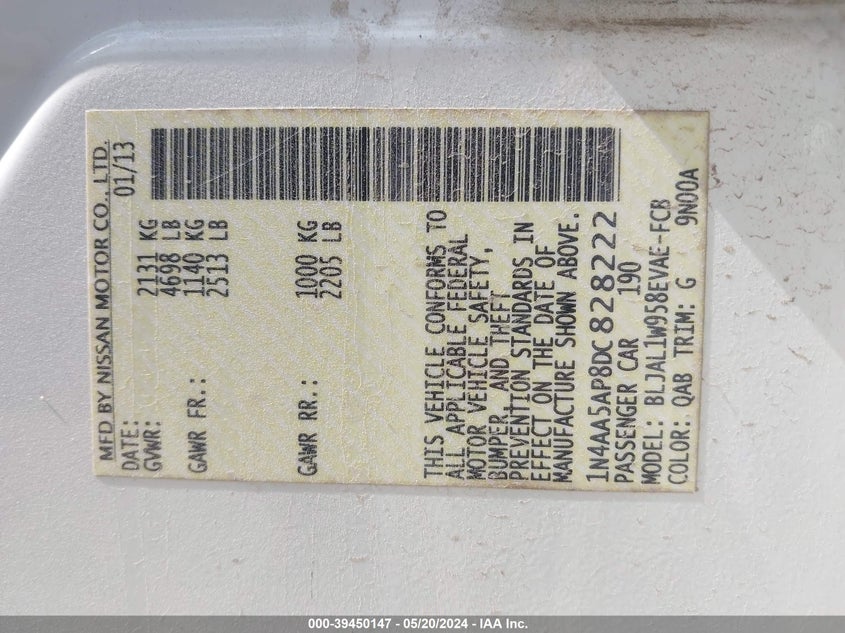 MFD BY NISSAN MOTOR CO., LTD.
DATE: 01/13
GVWR: 2131 KG
4698 LB
GAWR FR.: 1140 KG
2513 LB
GAWR RR.: 1000 KG
2205 LB
THIS VEHICLE CONFORMS TO
ALL APPLICABLE FEDERAL
MOTOR VEHICLE SAFETY,
BUMPER, AND THEFT
PREVENTION STANDARDS IN
EFFECT ON THE DATE OF
MANUFACTURE SHOWN ABOVE.
1N4AA5AP8DC828222
PASSENGER CAR 190
MODEL: BLJAL1W958EVAE-FCB
COLOR: QAB TRIM: G 9N00A
000-39450147 - 05/20/2024 - IAA Inc.